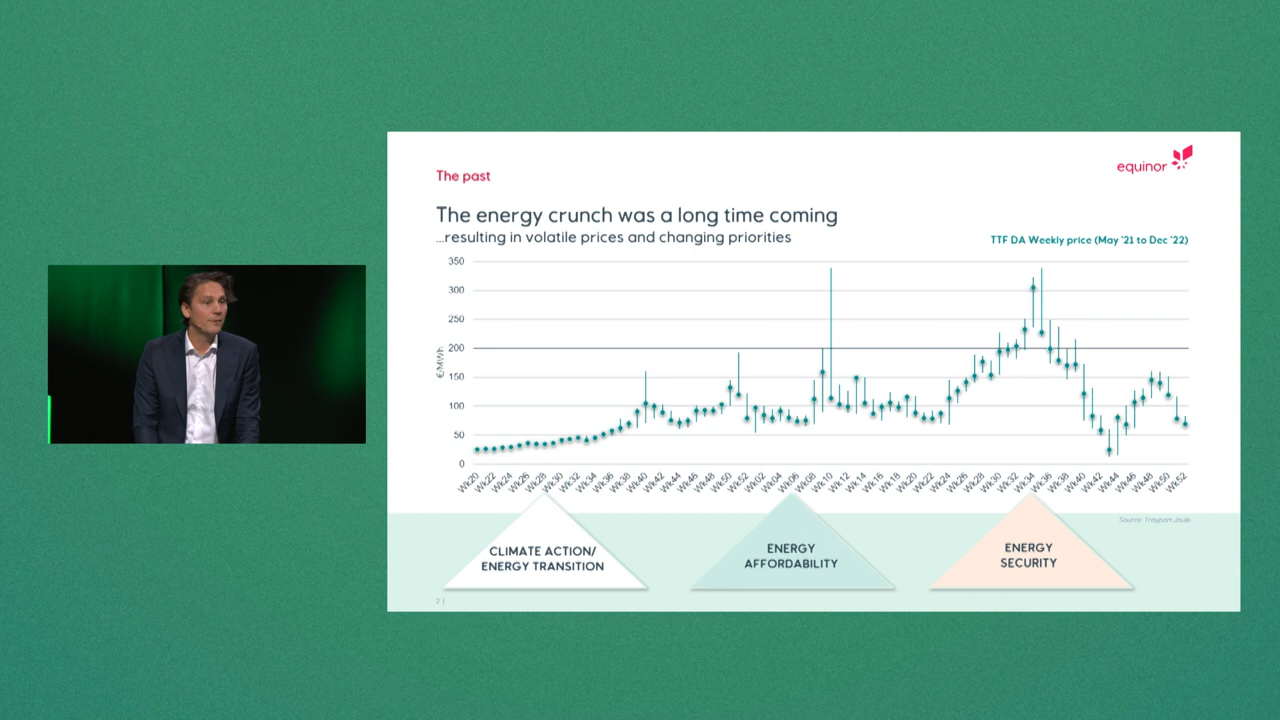 The past
equinor
The energy crunch was a long time coming
...resulting in volatile prices and changing priorities
TTF DA Weekly price (May '21 to Dec '22)
€/MWh
350
300
250
200
150
100
50
0
Wk20 Wk22 Wk24 Wk26 Wk28 Wk30 Wk32 Wk34 Wk36 Wk38 Wk40 Wk42 Wk44 Wk46 Wk48 Wk50 Wk52 Wk02 Wk04 Wk06 Wk08 Wk10 Wk12 Wk14 Wk16 Wk18 Wk20 Wk22 Wk24 Wk26 Wk28 Wk30 Wk32 Wk34 Wk36 Wk38 Wk40 Wk42 Wk44 Wk46 Wk48 Wk50 Wk52
Source: Frayport Joule
CLIMATE ACTION/
ENERGY TRANSITION
ENERGY
AFFORDABILITY
ENERGY
SECURITY
2 |